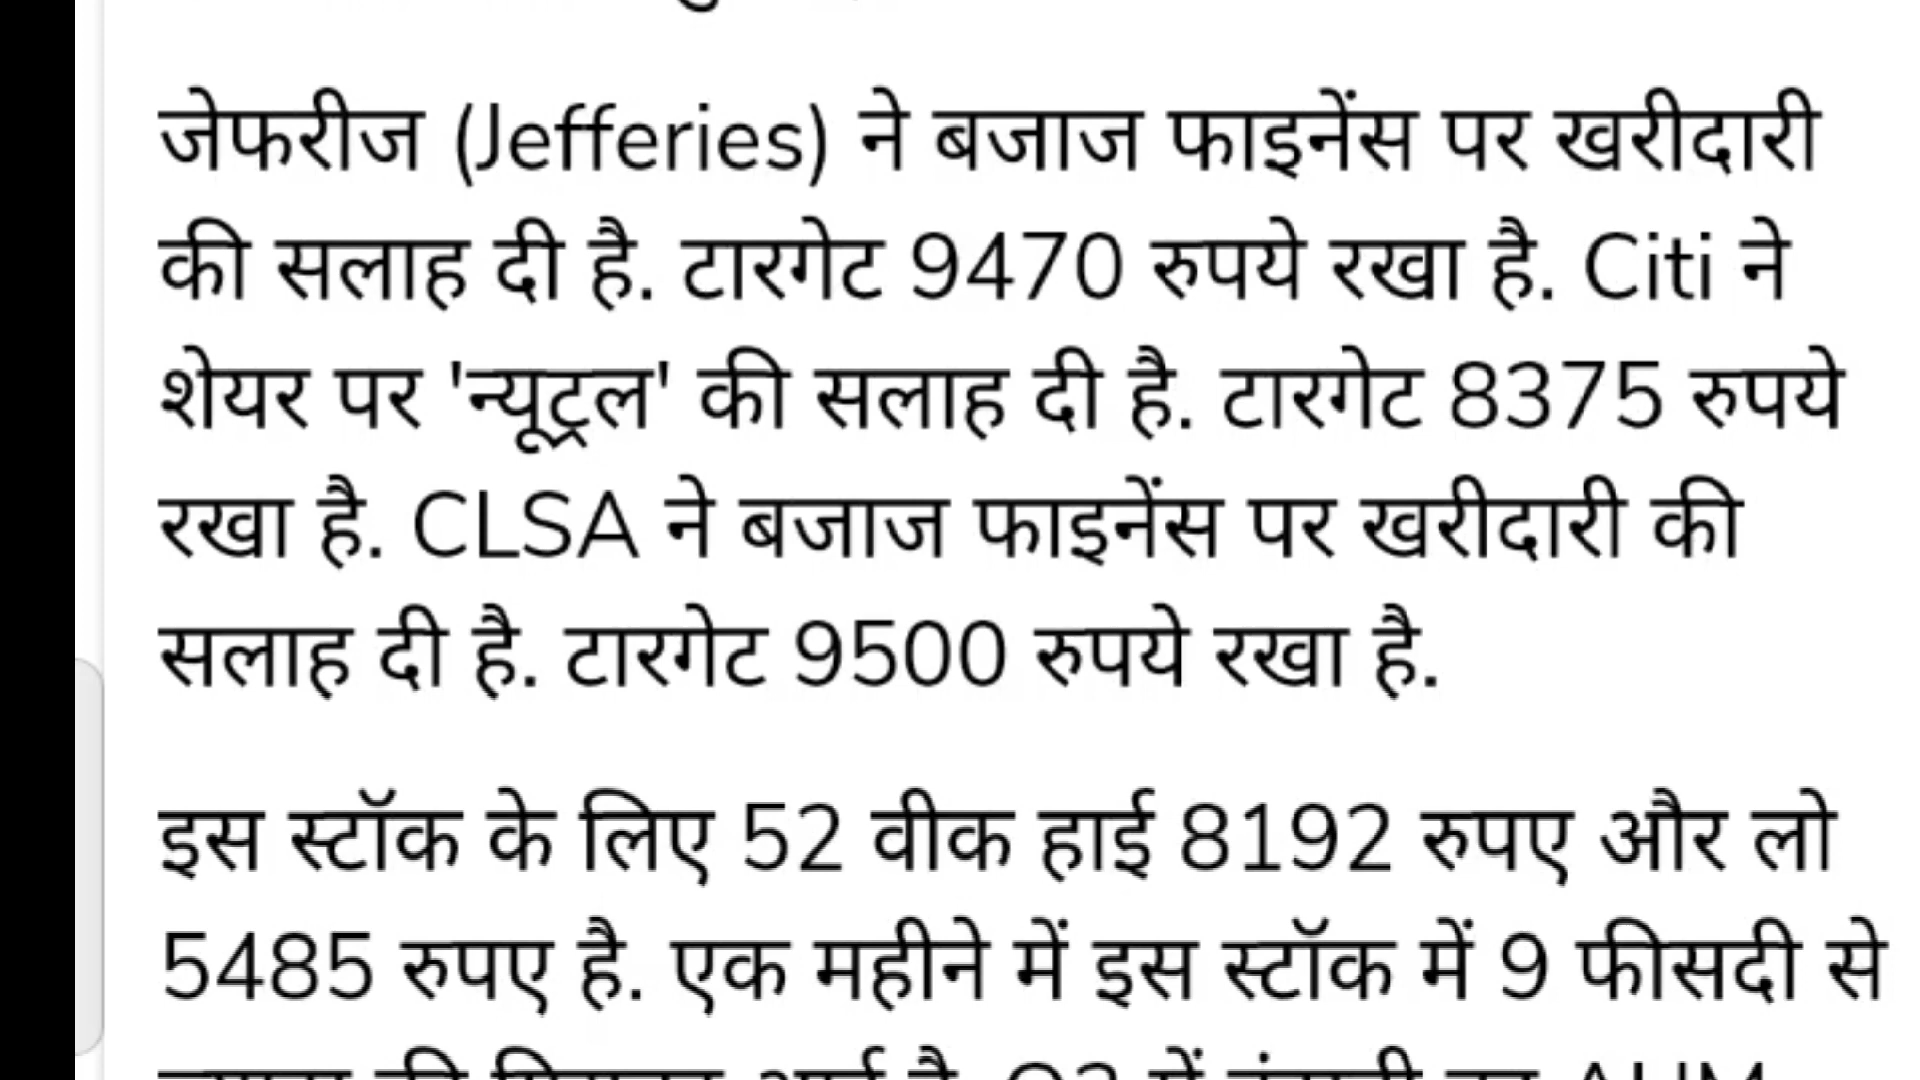 जेफरीज (Jefferies) ने बजाज फाइनेंस पर खरीदारी
की सलाह दी है. टारगेट 9470 रुपये रखा है. Citi ने
शेयर पर 'न्यूट्रल' की सलाह दी है. टारगेट 8375 रुपये
रखा है. CLSA ने बजाज फाइनेंस पर खरीदारी की
सलाह दी है. टारगेट 9500 रुपये रखा है.
इस स्टॉक के लिए 52 वीक हाई 8192 रुपए और लो
5485 रुपए है. एक महीने में इस स्टॉक में 9 फीसदी से